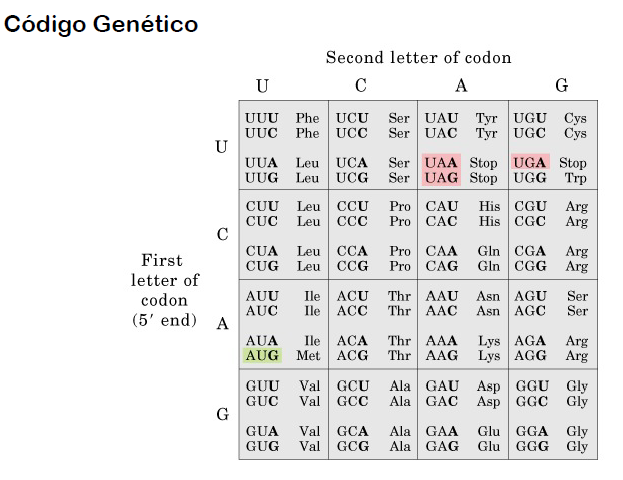 Código Genético
Second letter of codon
U C A G
UUU Phe UCU Ser UAU Tyr UGU Cys
UUC Phe UCC Ser UAC Tyr UGC Cys
U
UUA Leu UCA Ser UAA Stop UGA Stop
UUG Leu UCG Ser UAG Stop UGG Trp
CUU Leu CCU Pro CAU His CGU Arg
CUC Leu CCC Pro CAC His CGC Arg
C
CUA Leu CCA Pro CAA Gln CGA Arg
CUG Leu CCG Pro CAG Gln CGG Arg
First
letter of
codon
(5′ end)
AUU Ile ACU Thr AAU Asn AGU Ser
AUC Ile ACC Thr AAC Asn AGC Ser
A
AUA Ile ACA Thr AAA Lys AGA Arg
AUG Met ACG Thr AAG Lys AGG Arg
GUU Val GCU Ala GAU Asp GGU Gly
GUC Val GCC Ala GAC Asp GGC Gly
G
GUA Val GCA Ala GAA Glu GGA Gly
GUG Val GCG Ala GAG Glu GGG Gly